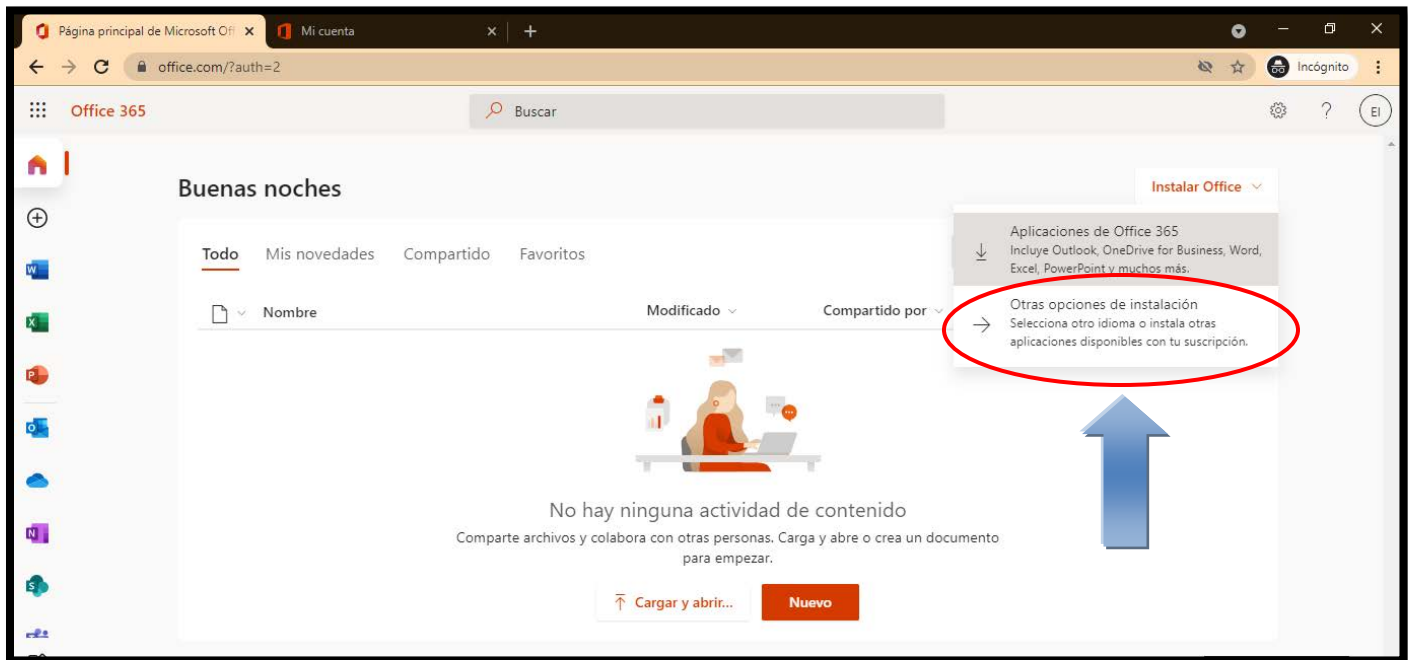 Página principal de Microsoft Of
Mi cuenta
office.com/?auth=2
Incógnito
Office 365
Buscar
EI
Buenas noches
Instalar Office
Aplicaciones de Office 365
Incluye Outlook, OneDrive for Business, Word,
Excel, PowerPoint y muchos más.
Todo Mis novedades Compartido Favoritos
Otras opciones de instalación
Selecciona otro idioma o instala otras
aplicaciones disponibles con tu suscripción.
Nombre Modificado Compartido por
No hay ninguna actividad de contenido
Comparte archivos y colabora con otras personas. Carga y abre o crea un documento
para empezar.
Cargar y abrir...
Nuevo